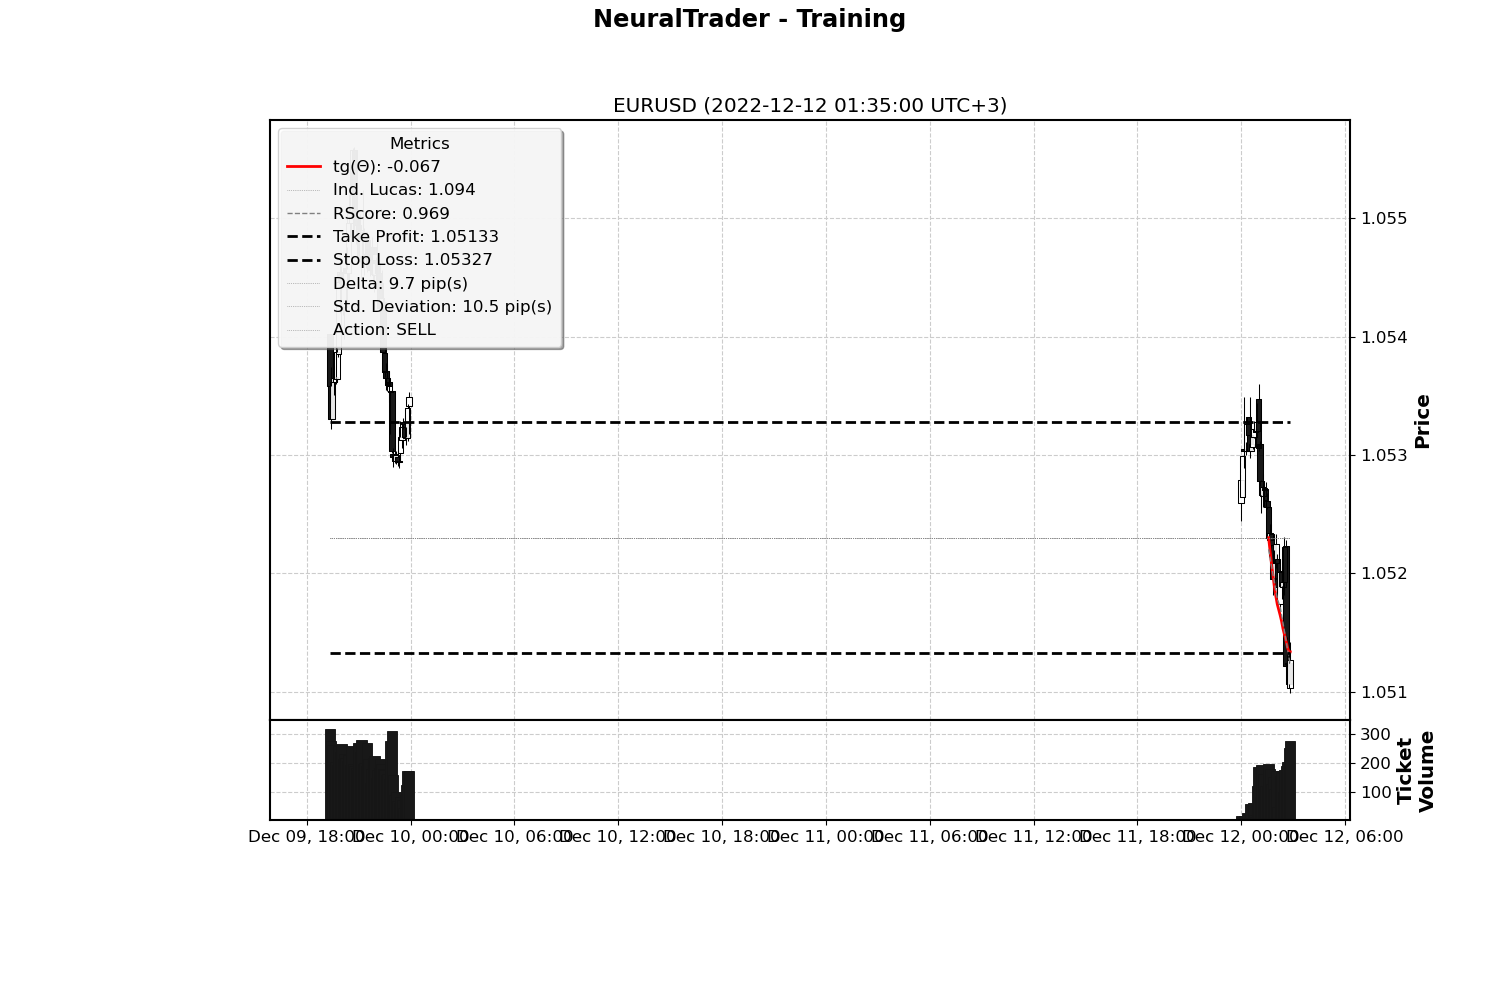 NeuralTrader - Training
EURUSD (2022-12-12 01:35:00 UTC+3)
Metrics
tg(Θ): -0.067
Ind. Lucas: 1.094
RScore: 0.969
Take Profit: 1.05133
Stop Loss: 1.05327
Delta: 9.7 pip(s)
Std. Deviation: 10.5 pip(s)
Action: SELL
1.055
1.054
1.053
1.052
1.051
Price
300
200
100
Ticket
Volume
Dec 09, 18:00 Dec 10, 00:00 Dec 10, 06:00 Dec 10, 12:00 Dec 10, 18:00 Dec 11, 00:00 Dec 11, 06:00 Dec 11, 12:00 Dec 11, 18:00 Dec 12, 00:00 Dec 12, 06:00